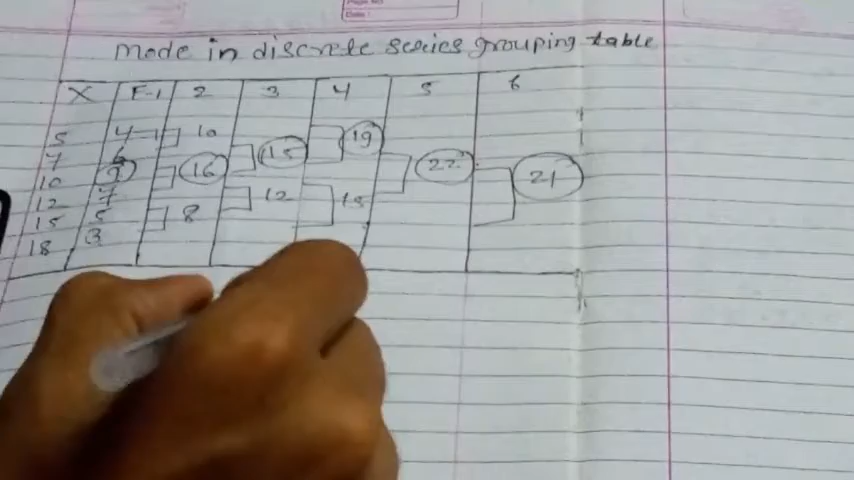 Mode in discrete series grouping table
X F-1 2 3 4 5 6
5 4 10 19
7 6 15
10 9 16 22 21
12 7 12 15
15 5 8
18 3